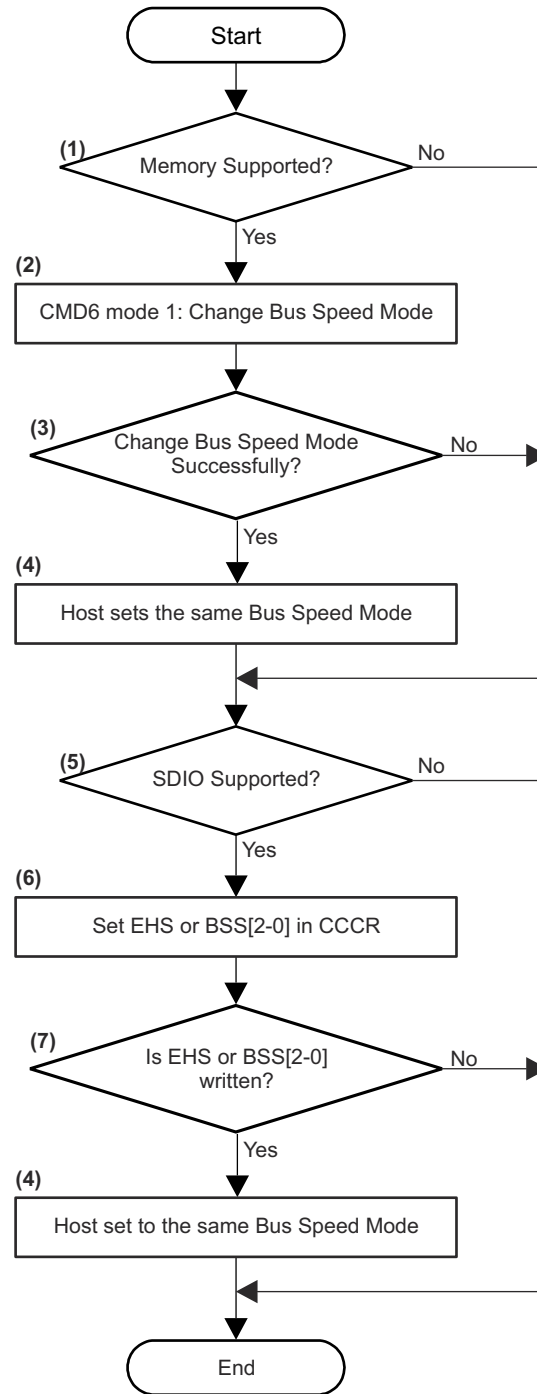 Start
(1)
Memory Supported?
No
Yes
(2)
CMD6 mode 1: Change Bus Speed Mode
(3)
Change Bus Speed Mode
Successfully?
No
Yes
(4)
Host sets the same Bus Speed Mode
(5)
SDIO Supported?
No
Yes
(6)
Set EHS or BSS[2-0] in CCCR
(7)
Is EHS or BSS[2-0]
written?
No
Yes
(4)
Host set to the same Bus Speed Mode
End